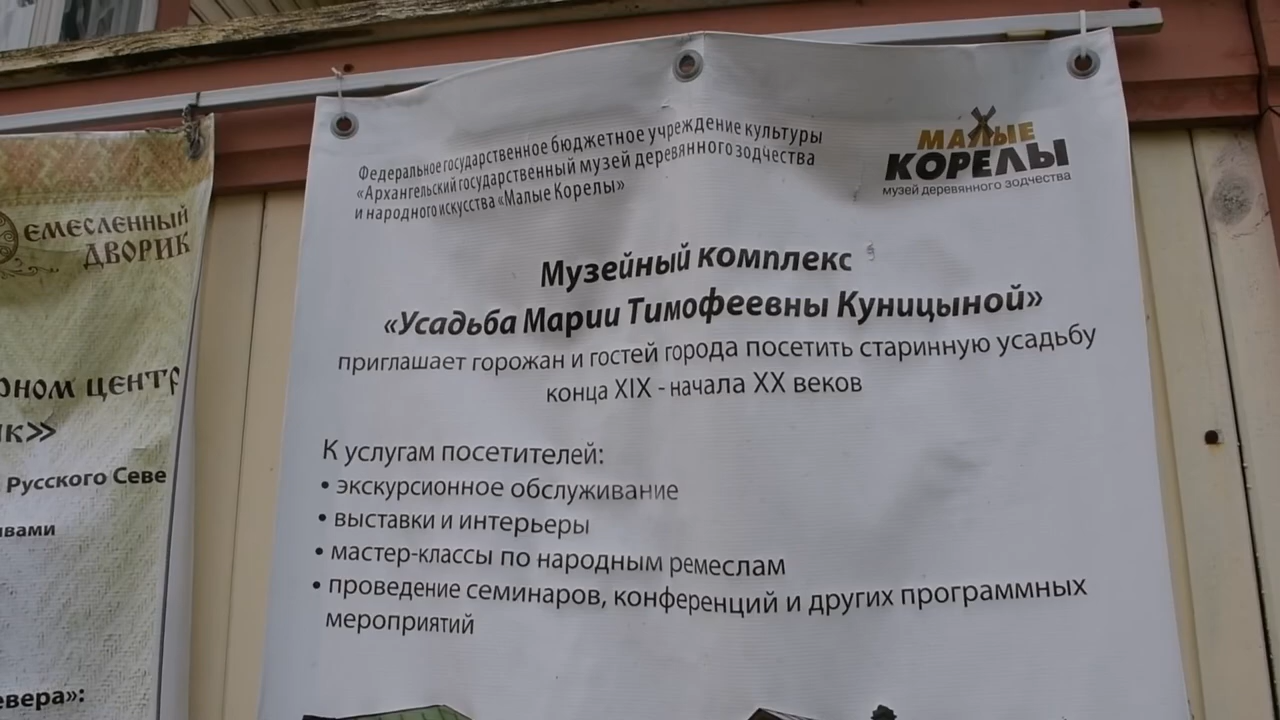 емесленный
дворик
рном центр
ик»
Русского Севе
ивами
евера»:
Федеральное государственное бюджетное учреждение культуры
«Архангельский государственный музей деревянного зодчества
и народного искусства «Малые Корелы»
МАЛЫЕ
КОРЕЛЫ
музей деревянного зодчества
Музейный комплекс
«Усадьба Марии Тимофеевны Куницыной»
приглашает горожан и гостей города посетить старинную усадьбу
конца XIX - начала XX веков
К услугам посетителей:
• экскурсионное обслуживание
• выставки и интерьеры
• мастер-классы по народным ремеслам
• проведение семинаров, конференций и других программных
мероприятий